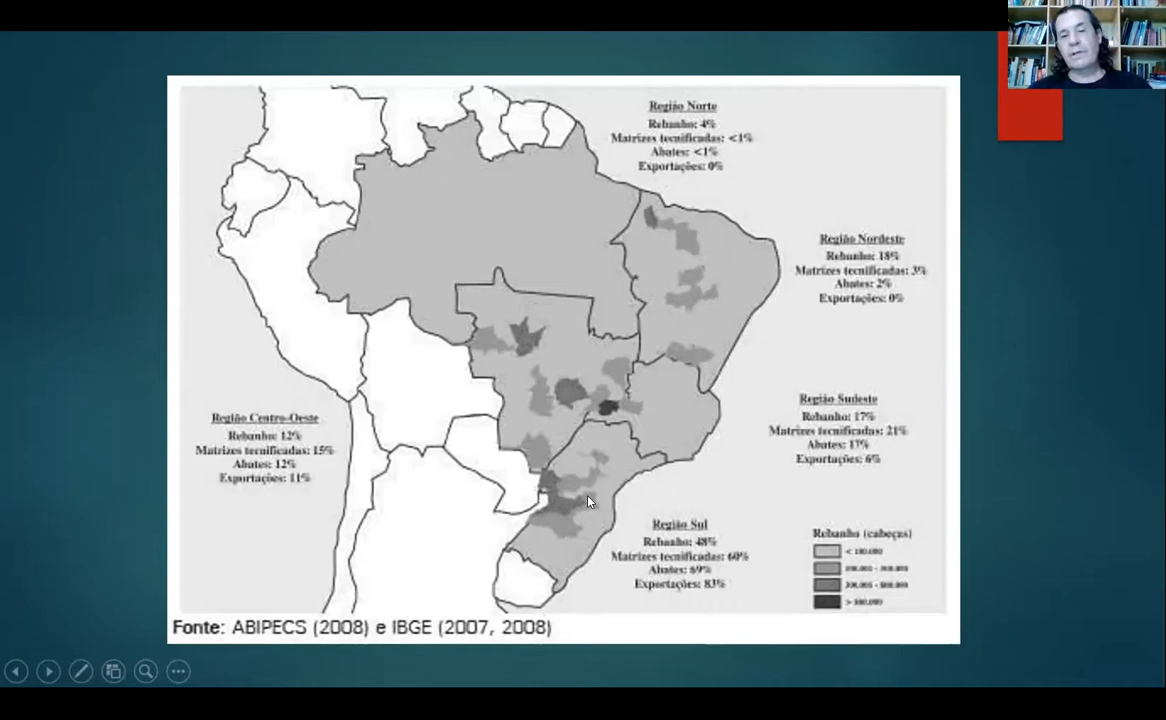 Região Norte
Rebanho: 4%
Matrizes tecnificadas: <1%
Abates: <1%
Exportações: 0%
Região Nordeste
Rebanho: 18%
Matrizes tecnificadas: 3%
Abates: 2%
Exportações: 0%
Região Sudeste
Rebanho: 17%
Matrizes tecnificadas: 21%
Abates: 17%
Exportações: 6%
Região Centro-Oeste
Rebanho: 12%
Matrizes tecnificadas: 15%
Abates: 12%
Exportações: 11%
Região Sul
Rebanho: 48%
Matrizes tecnificadas: 60%
Abates: 69%
Exportações: 83%
Rebanho (cabeças)
Fonte: ABIPECS (2008) e IBGE (2007, 2008)